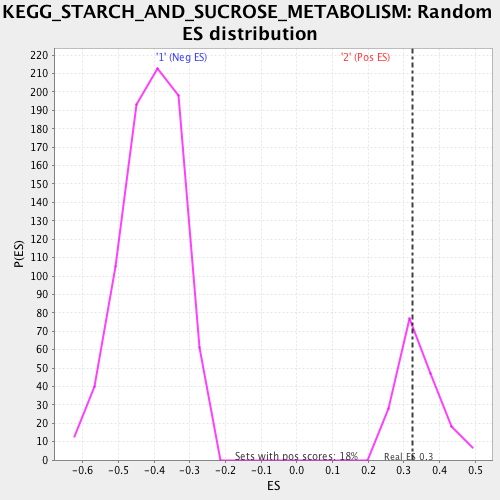 KEGG_STARCH_AND_SUCROSE_METABOLISM: Random
ES distribution
'1' (Neg ES)
'2' (Pos ES)
220
210
200
190
180
170
160
150
140
130
120
110
100
90
80
70
60
50
40
30
20
10
0
P(ES)
Sets with pos scores: 18%
Real ES 0.3
-0.6 -0.5 -0.4 -0.3 -0.2 -0.1 0.0 0.1 0.2 0.3 0.4 0.5
ES